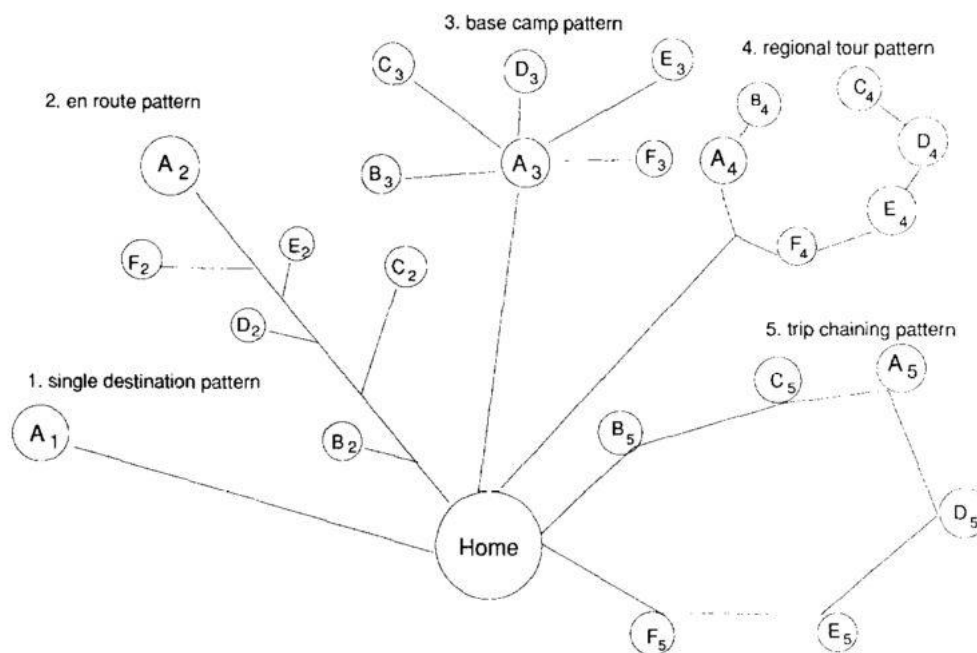 3. base camp pattern
4. regional tour pattern
2. en route pattern
C3
D3
E3
B4
C4
A2
B3
A3
F3
A4
D4
E4
F2
E2
C2
F4
D2
5. trip chaining pattern
1. single destination pattern
C5
A5
A1
B2
B5
Home
D5
F5
E5